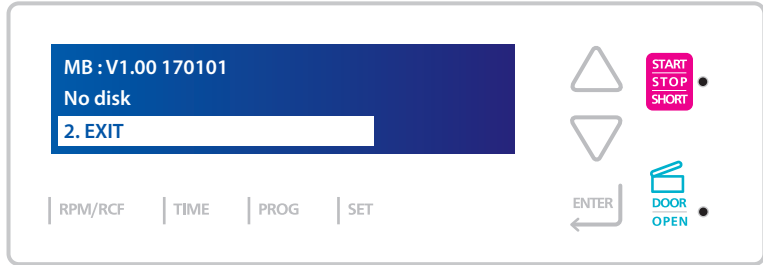 MB : V1.00 170101
No disk
2. EXIT
RPM/RCF
TIME
PROG
SET
START
STOP
SHORT
ENTER
DOOR
OPEN